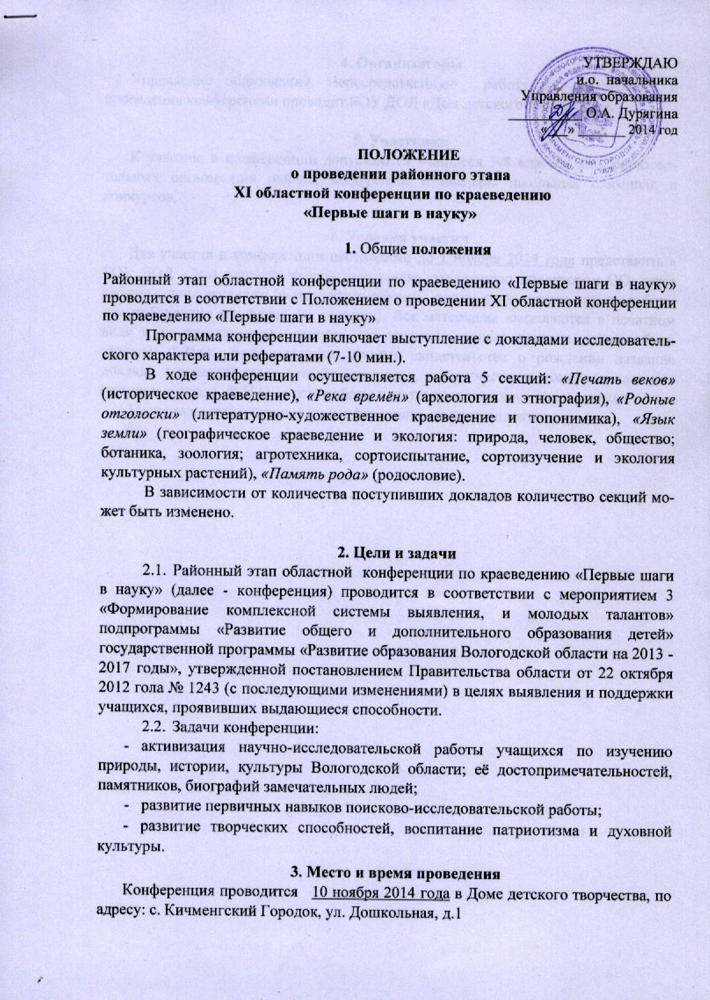 УТВЕРЖДАЮ
и.о. начальника
Управления образования
О.А. Дурягина
«    »            2014 год
ПОЛОЖЕНИЕ
о проведении районного этапа
XI областной конференции по краеведению
«Первые шаги в науку»
1. Общие положения
Районный этап областной конференции по краеведению «Первые шаги в науку»
проводится в соответствии с Положением о проведении XI областной конференции
по краеведению «Первые шаги в науку»
Программа конференции включает выступление с докладами исследователь-
ского характера или рефератами (7-10 мин.).
В ходе конференции осуществляется работа 5 секций: «Печать веков»
(историческое краеведение), «Река времён» (археология и этнография), «Родные
отголоски» (литературно-художественное краеведение и топонимика), «Язык
земли» (географическое краеведение и экология: природа, человек, общество;
ботаника, зоология; агротехника, сортоиспытание, сортоизучение и экология
культурных растений), «Память рода» (родословие).
В зависимости от количества поступивших докладов количество секций мо-
жет быть изменено.
2. Цели и задачи
2.1. Районный этап областной конференции по краеведению «Первые шаги
в науку» (далее - конференция) проводится в соответствии с мероприятием 3
«Формирование комплексной системы выявления, и молодых талантов»
подпрограммы «Развитие общего и дополнительного образования детей»
государственной программы «Развитие образования Вологодской области на 2013 -
2017 годы», утвержденной постановлением Правительства области от 22 октября
2012 гола № 1243 (с последующими изменениями) в целях выявления и поддержки
учащихся, проявивших выдающиеся способности.
2.2. Задачи конференции:
- активизация научно-исследовательской работы учащихся по изучению
природы, истории, культуры Вологодской области; её достопримечательностей,
памятников, биографий замечательных людей;
- развитие первичных навыков поисково-исследовательской работы;
- развитие творческих способностей, воспитание патриотизма и духовной
культуры.
3. Место и время проведения
Конференция проводится 10 ноября 2014 года в Доме детского творчества, по
адресу: с. Кичменгский Городок, ул. Дошкольная, д.1